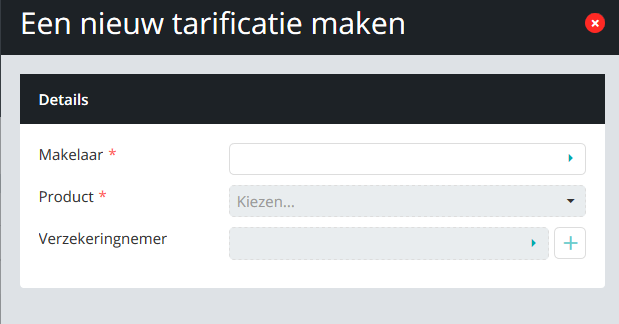 Een nieuw tarificatie maken
Details
Makelaar *
Product *
Kiezen...
Verzekeringnemer